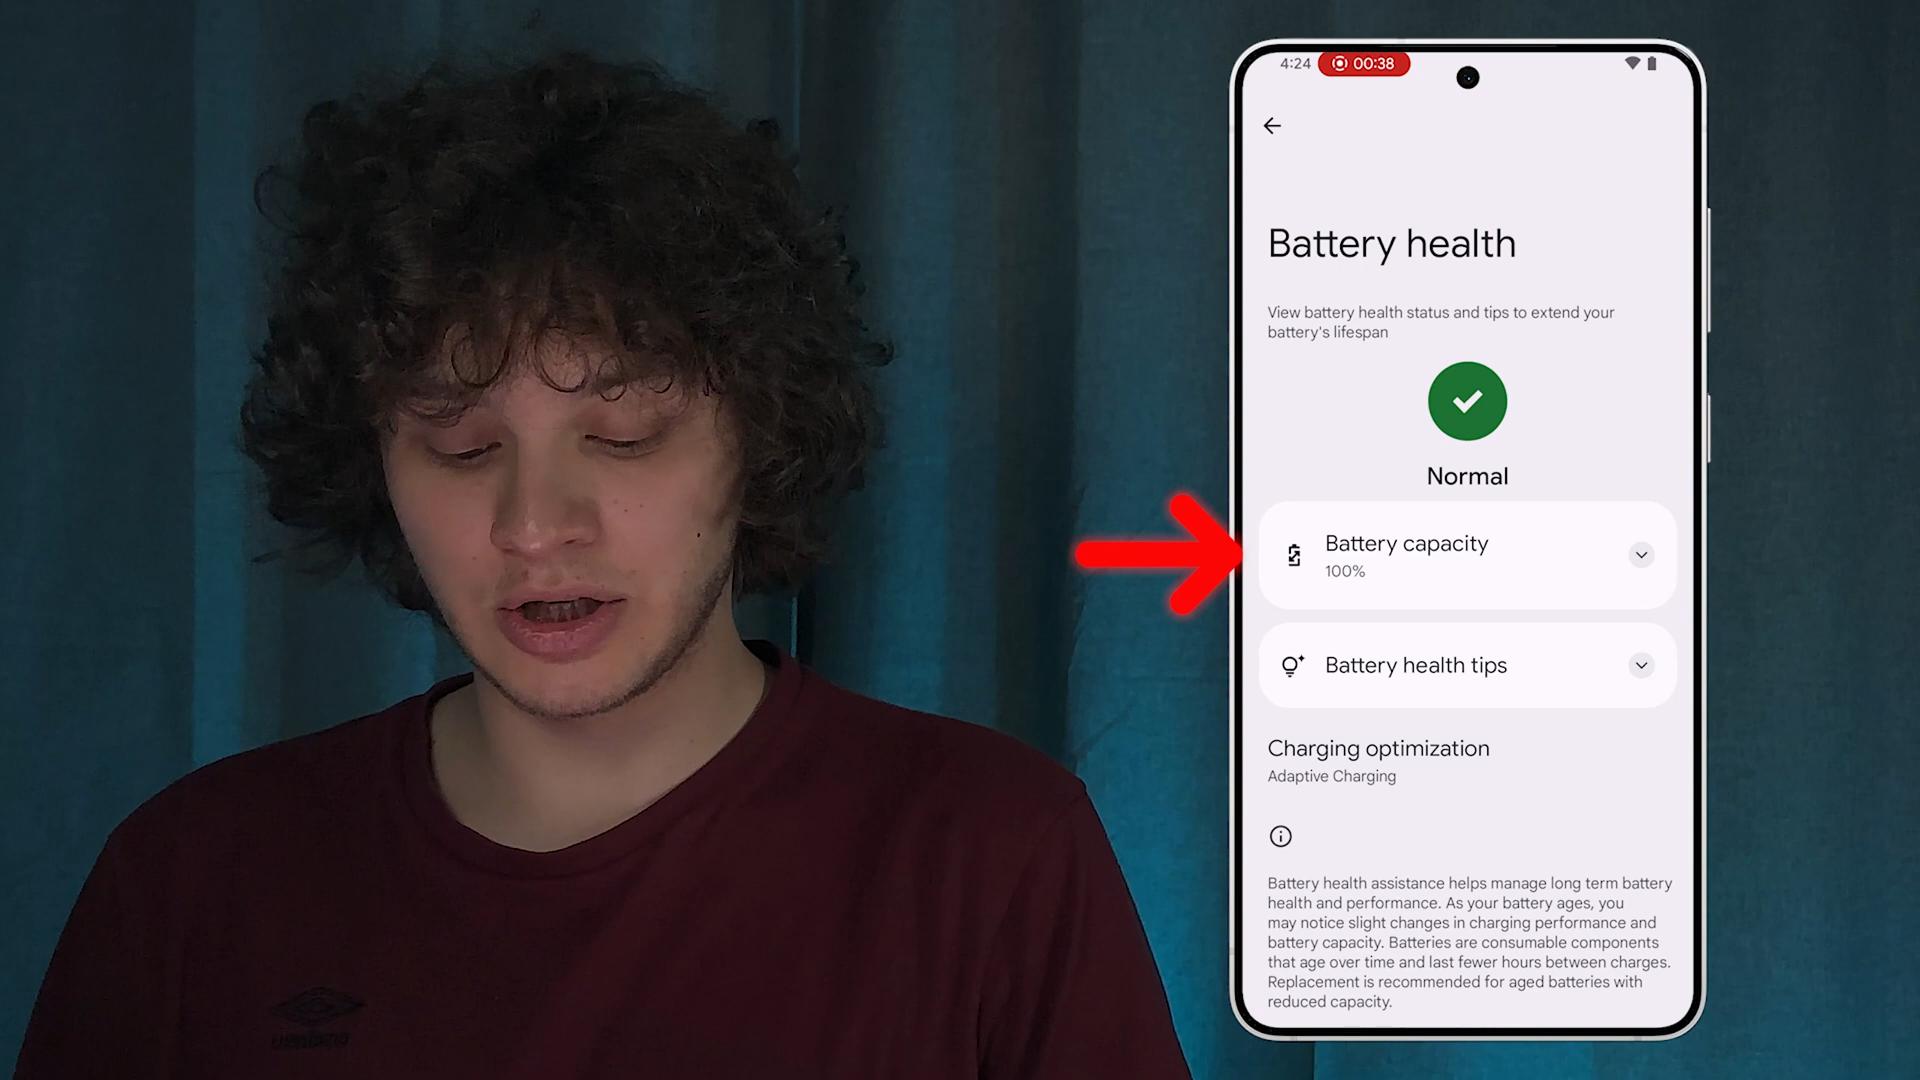 4:24 00:38
Battery health
View battery health status and tips to extend your
battery's lifespan
Normal
Battery capacity
100%
Battery health tips
Charging optimization
Adaptive Charging
Battery health assistance helps manage long term battery
health and performance. As your battery ages, you
may notice slight changes in charging performance and
battery capacity. Batteries are consumable components
that age over time and last fewer hours between charges.
Replacement is recommended for aged batteries with
reduced capacity.